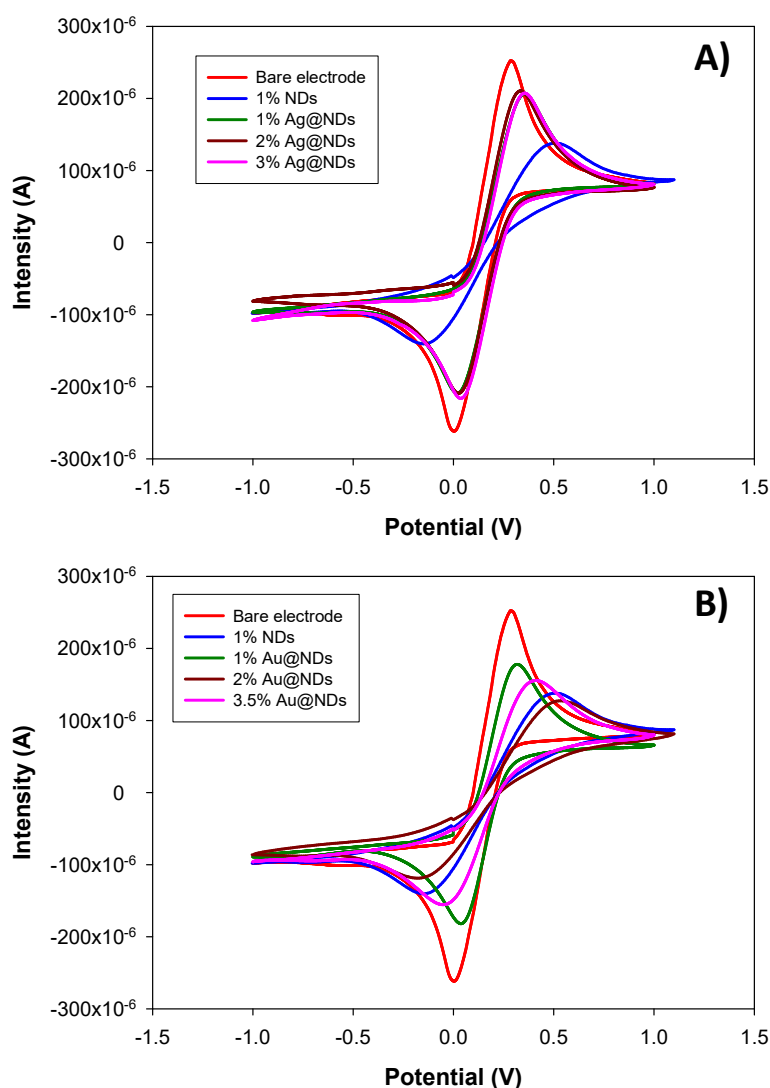 A)
300x10⁻⁶
200x10⁻⁶
100x10⁻⁶
0
-100x10⁻⁶
-200x10⁻⁶
-300x10⁻⁶
Intensity (A)
Bare electrode
1% NDs
1% Ag@NDs
2% Ag@NDs
3% Ag@NDs
-1.5 -1.0 -0.5 0.0 0.5 1.0 1.5
Potential (V)
B)
300x10⁻⁶
200x10⁻⁶
100x10⁻⁶
0
-100x10⁻⁶
-200x10⁻⁶
-300x10⁻⁶
Intensity (A)
Bare electrode
1% NDs
1% Au@NDs
2% Au@NDs
3.5% Au@NDs
-1.5 -1.0 -0.5 0.0 0.5 1.0 1.5
Potential (V)